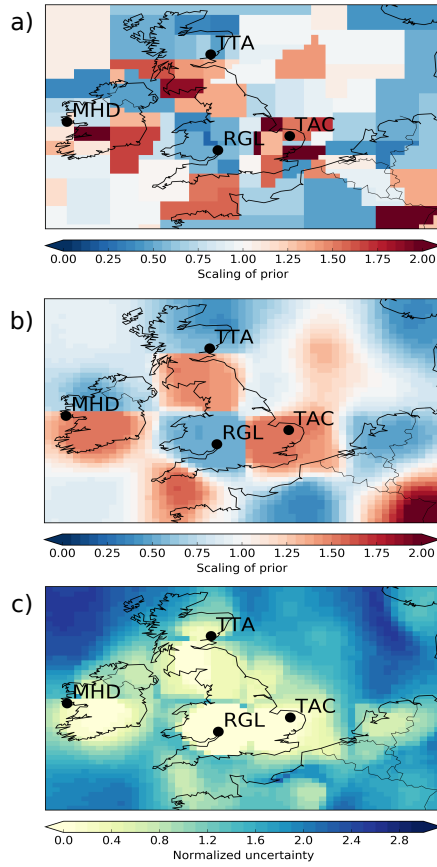 a)
TTA
MHD
TAC
RGL
0.00 0.25 0.50 0.75 1.00 1.25 1.50 1.75 2.00
Scaling of prior
b)
TTA
MHD
TAC
RGL
0.00 0.25 0.50 0.75 1.00 1.25 1.50 1.75 2.00
Scaling of prior
c)
TTA
MHD
TAC
RGL
0.0 0.4 0.8 1.2 1.6 2.0 2.4 2.8
Normalized uncertainty